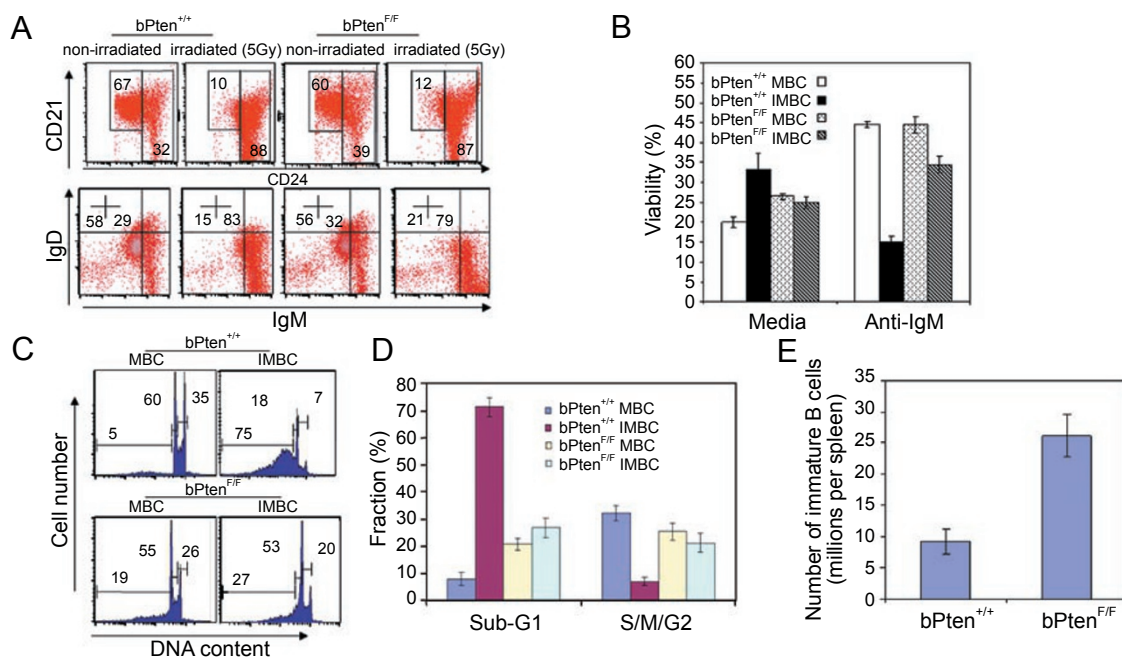 A
bPten+/+
bPtenF/F
non-irradiated irradiated (5Gy) non-irradiated irradiated (5Gy)
CD21
67
32
10
88
60
39
12
87
CD24
IgD
58 29
15 83
56 32
21 79
IgM
B
Viability (%)
60
55
50
45
40
35
30
25
20
15
10
5
0
bPten+/+ MBC
bPten+/+ IMBC
bPtenF/F MBC
bPtenF/F IMBC
Media
Anti-IgM
C
bPten+/+
MBC
IMBC
60
35
5
18
7
75
bPtenF/F
MBC
IMBC
55
26
19
53
20
27
Cell number
DNA content
D
Fraction (%)
80
70
60
50
40
30
20
10
0
bPten+/+ MBC
bPten+/+ IMBC
bPtenF/F MBC
bPtenF/F IMBC
Sub-G1
S/M/G2
E
Number of immature B cells
(millions per spleen)
35
30
25
20
15
10
5
0
bPten+/+
bPtenF/F